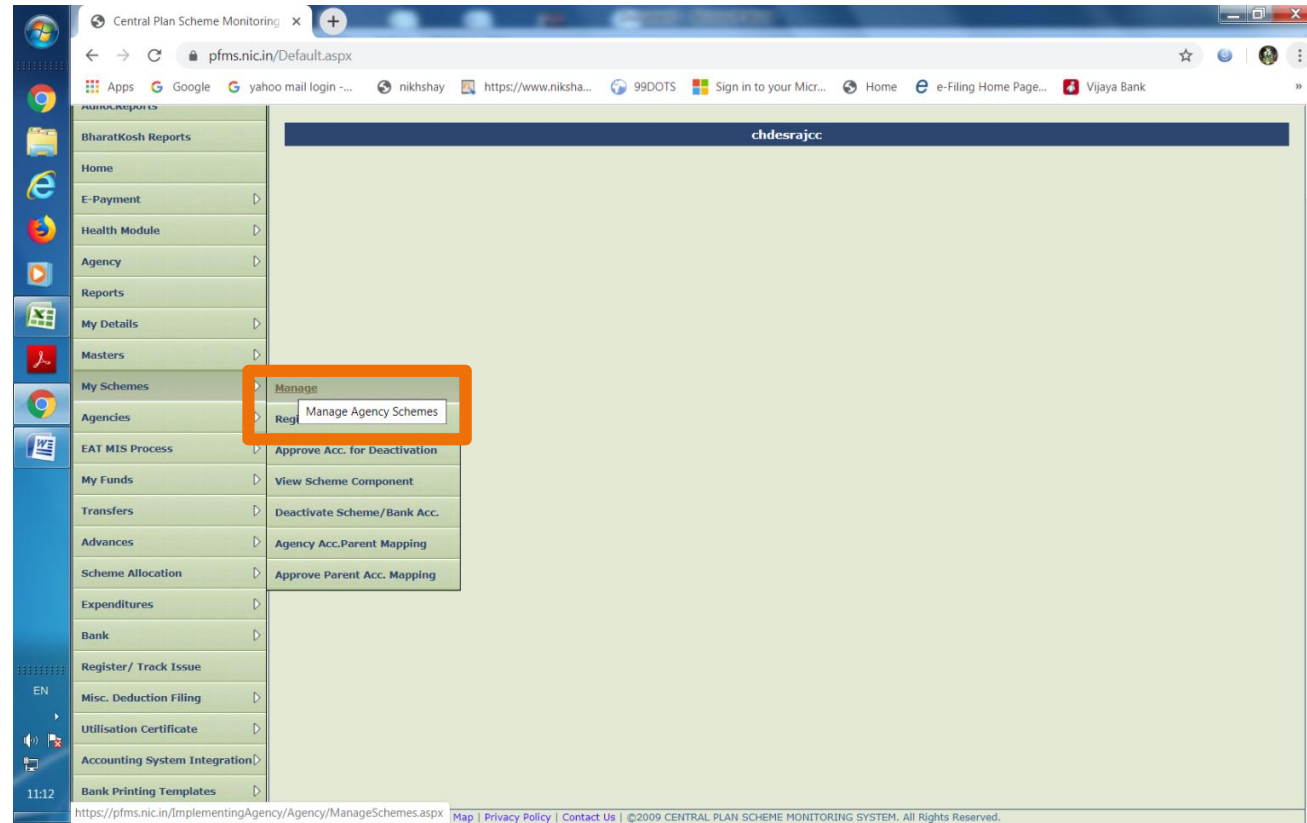 Central Plan Scheme Monitoring
pfms.nic.in/Default.aspx
Apps Google yahoo mail login -... nikhshay https://www.niksha... 99DOTS Sign in to your Micr... Home e-Filing Home Page... Vijaya Bank »
AdhocReports
chdesrajcc
BharatKosh Reports
Home
E-Payment
Health Module
Agency
Reports
My Details
Masters
My Schemes
Manage
Manage Agency Schemes
Agencies
Regi
EAT MIS Process
Approve Acc. for Deactivation
My Funds
View Scheme Component
Transfers
Deactivate Scheme/Bank Acc.
Advances
Agency Acc.Parent Mapping
Scheme Allocation
Approve Parent Acc. Mapping
Expenditures
Bank
Register/ Track Issue
EN
Misc. Deduction Filing
Utilisation Certificate
Accounting System Integration
11:12
Bank Printing Templates
https://pfms.nic.in/ImplementingAgency/Agency/ManageSchemes.aspx
Map | Privacy Policy | Contact Us | ©2009 CENTRAL PLAN SCHEME MONITORING SYSTEM. All Rights Reserved.